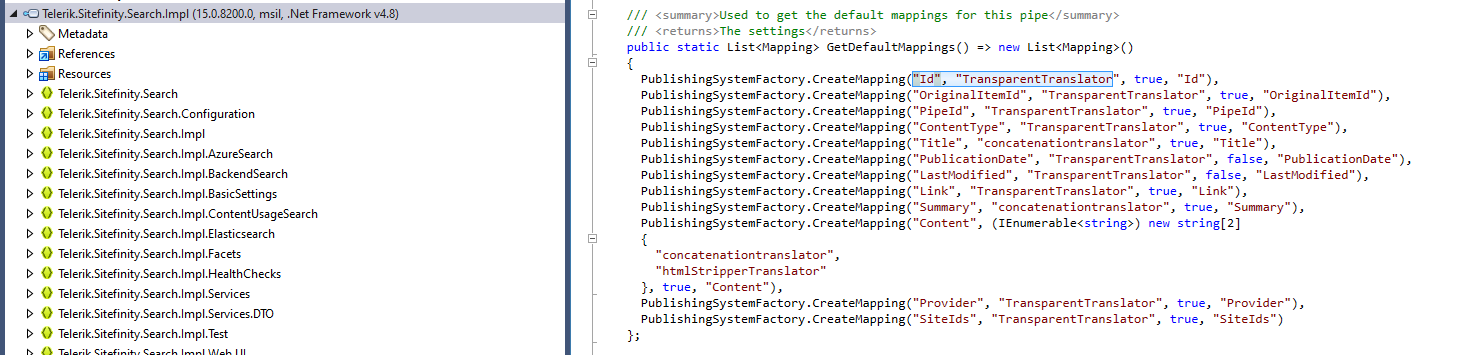 Telerik.Sitefinity.Search.Impl (15.0.8200.0, msil, .Net Framework v4.8)
Metadata
References
Resources
Telerik.Sitefinity.Search
Telerik.Sitefinity.Search.Configuration
Telerik.Sitefinity.Search.Impl
Telerik.Sitefinity.Search.Impl.AzureSearch
Telerik.Sitefinity.Search.Impl.BackendSearch
Telerik.Sitefinity.Search.Impl.BasicSettings
Telerik.Sitefinity.Search.Impl.ContentUsageSearch
Telerik.Sitefinity.Search.Impl.Elasticsearch
Telerik.Sitefinity.Search.Impl.Facets
Telerik.Sitefinity.Search.Impl.HealthChecks
Telerik.Sitefinity.Search.Impl.Services
Telerik.Sitefinity.Search.Impl.Services.DTO
Telerik.Sitefinity.Search.Impl.Test
Telerik.Sitefinity.Search.Impl.Web.UI
/// <summary>Used to get the default mappings for this pipe</summary>
/// <returns>The settings</returns>
public static List<Mapping> GetDefaultMappings() => new List<Mapping>()
{
PublishingSystemFactory.CreateMapping("Id", "TransparentTranslator", true, "Id"),
PublishingSystemFactory.CreateMapping("OriginalItemId", "TransparentTranslator", true, "OriginalItemId"),
PublishingSystemFactory.CreateMapping("PipeId", "TransparentTranslator", true, "PipeId"),
PublishingSystemFactory.CreateMapping("ContentType", "TransparentTranslator", true, "ContentType"),
PublishingSystemFactory.CreateMapping("Title", "concatenationtranslator", true, "Title"),
PublishingSystemFactory.CreateMapping("PublicationDate", "TransparentTranslator", false, "PublicationDate"),
PublishingSystemFactory.CreateMapping("LastModified", "TransparentTranslator", false, "LastModified"),
PublishingSystemFactory.CreateMapping("Link", "TransparentTranslator", true, "Link"),
PublishingSystemFactory.CreateMapping("Summary", "concatenationtranslator", true, "Summary"),
PublishingSystemFactory.CreateMapping("Content", (IEnumerable<string>) new string[2]
{
"concatenationtranslator",
"htmlStripperTranslator"
}, true, "Content"),
PublishingSystemFactory.CreateMapping("Provider", "TransparentTranslator", true, "Provider"),
PublishingSystemFactory.CreateMapping("SiteIds", "TransparentTranslator", true, "SiteIds")
};